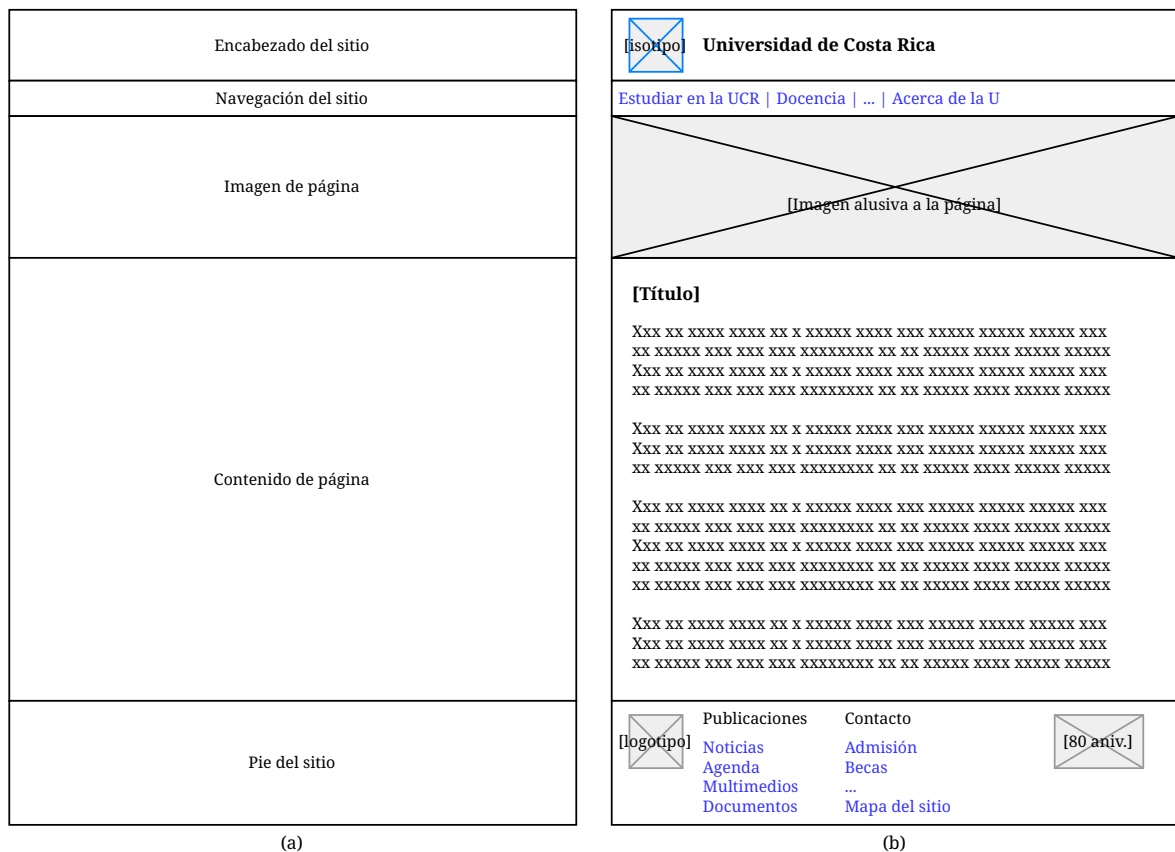 Encabezado del sitio
Navegación del sitio
Imagen de página
Contenido de página
Pie del sitio
(a)
[isotipo] Universidad de Costa Rica
Estudiar en la UCR | Docencia | ... | Acerca de la U
[Imagen alusiva a la página]
[Título]
Xxx xx xxxx xxxx xx x xxxxx xxxx xxx xxxxx xxxxx xxxxx xxx
xx xxxxx xxx xxx xxx xxxxxxxx xx xx xxxxx xxxx xxxxx xxxxx
Xxx xx xxxx xxxx xx x xxxxx xxxx xxx xxxxx xxxxx xxxxx xxx
xx xxxxx xxx xxx xxx xxxxxxxx xx xx xxxxx xxxx xxxxx xxxxx
Xxx xx xxxx xxxx xx x xxxxx xxxx xxx xxxxx xxxxx xxxxx xxx
Xxx xx xxxx xxxx xx x xxxxx xxxx xxx xxxxx xxxxx xxxxx xxx
xx xxxxx xxx xxx xxx xxxxxxxx xx xx xxxxx xxxx xxxxx xxxxx
Xxx xx xxxx xxxx xx x xxxxx xxxx xxx xxxxx xxxxx xxxxx xxx
xx xxxxx xxx xxx xxx xxxxxxxx xx xx xxxxx xxxx xxxxx xxxxx
Xxx xx xxxx xxxx xx x xxxxx xxxx xxx xxxxx xxxxx xxxxx xxx
xx xxxxx xxx xxx xxx xxxxxxxx xx xx xxxxx xxxx xxxxx xxxxx
xx xxxxx xxx xxx xxx xxxxxxxx xx xx xxxxx xxxx xxxxx xxxxx
Xxx xx xxxx xxxx xx x xxxxx xxxx xxx xxxxx xxxxx xxxxx xxx
Xxx xx xxxx xxxx xx x xxxxx xxxx xxx xxxxx xxxxx xxxxx xxx
xx xxxxx xxx xxx xxx xxxxxxxx xx xx xxxxx xxxx xxxxx xxxxx
[logotipo]
Publicaciones
Noticias
Agenda
Multimedios
Documentos
Contacto
Admisión
Becas
...
Mapa del sitio
[80 aniv.]
(b)